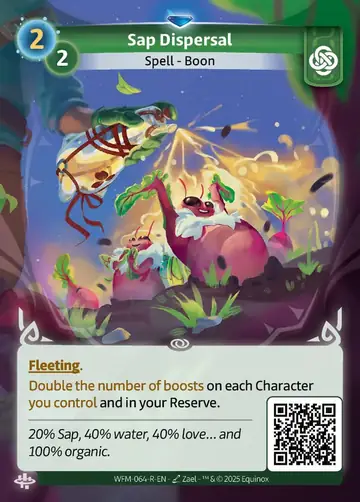 2
2
Sap Dispersal
Spell - Boon
Fleeting.
Double the number of boosts on each Character
you control and in your Reserve.
20% Sap, 40% water, 40% love... and
100% organic.
WFM-064-R-EN - Zael - ™ & © 2025 Equinox